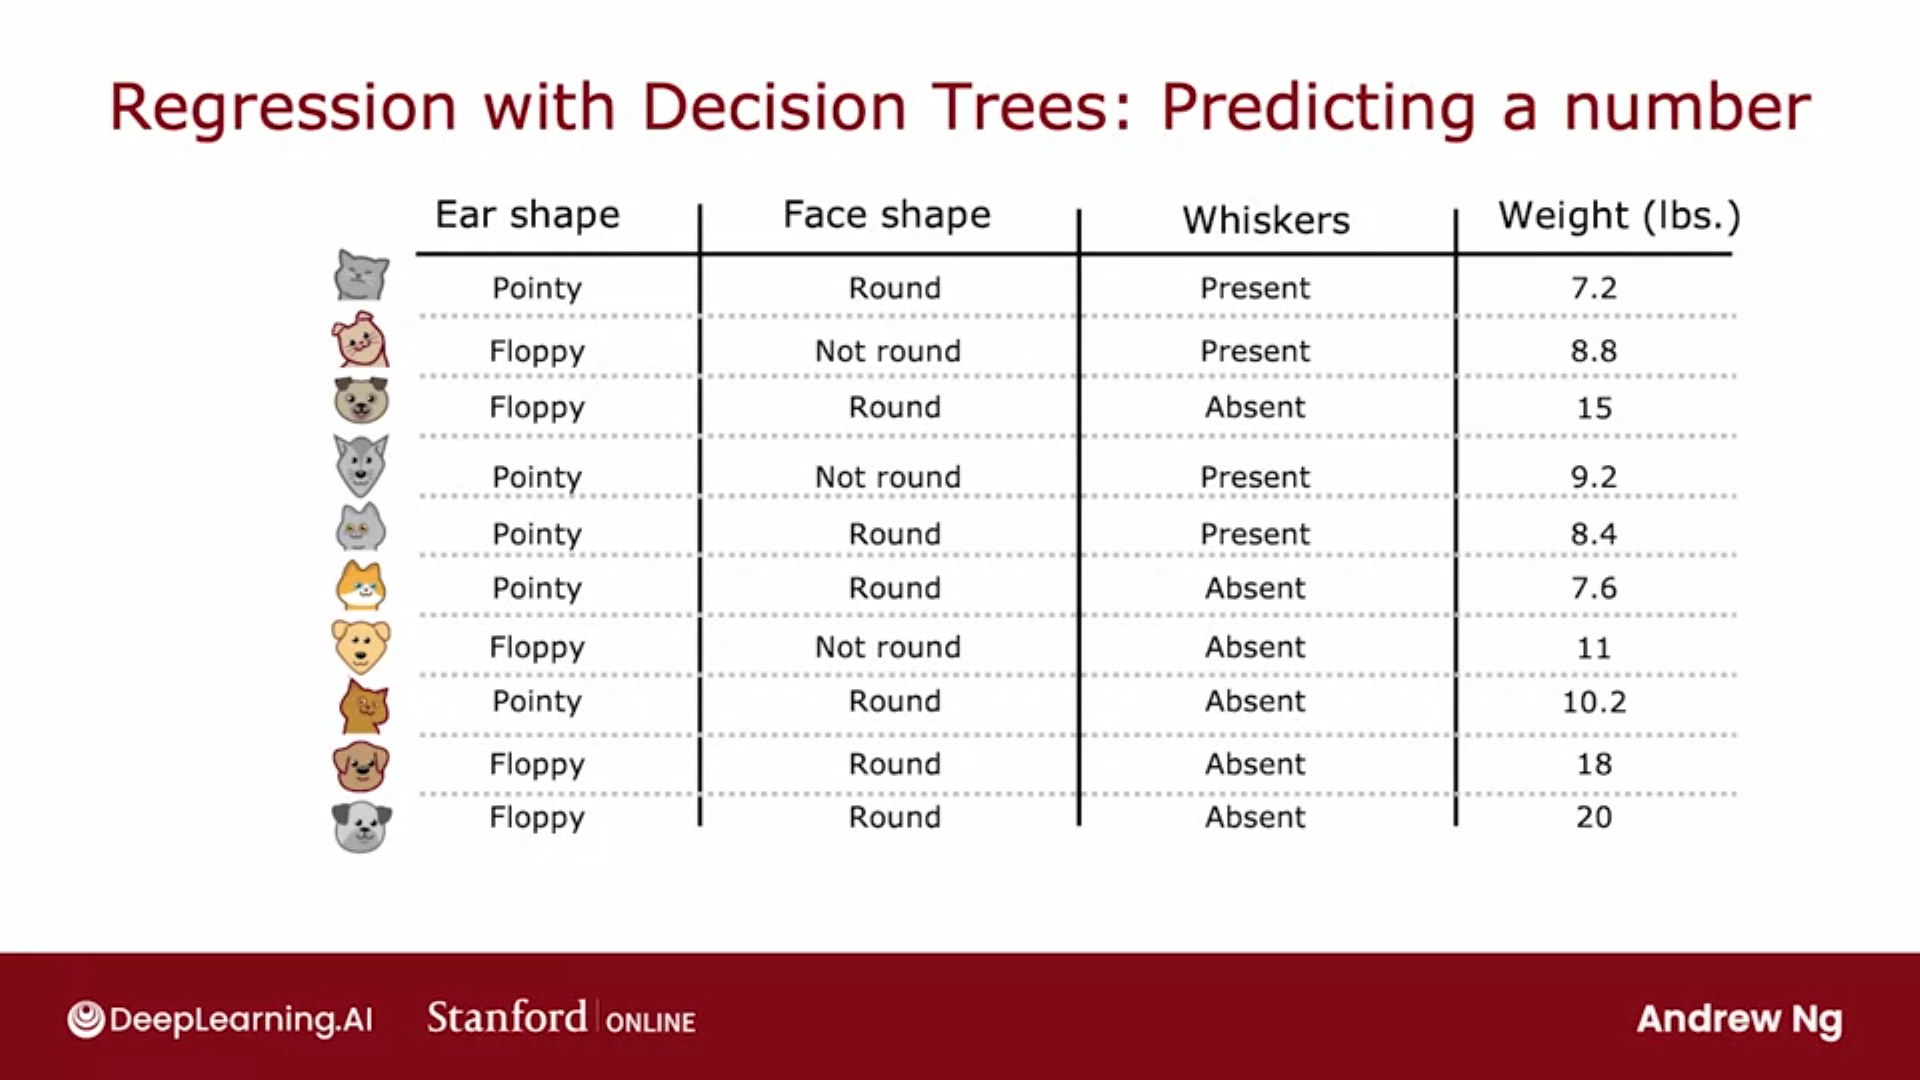 Regression with Decision Trees: Predicting a number
Ear shape Face shape Whiskers Weight (lbs.)
Pointy Round Present 7.2
Floppy Not round Present 8.8
Floppy Round Absent 15
Pointy Not round Present 9.2
Pointy Round Present 8.4
Pointy Round Absent 7.6
Floppy Not round Absent 11
Pointy Round Absent 10.2
Floppy Round Absent 18
Floppy Round Absent 20
DeepLearning.AI Stanford ONLINE Andrew Ng